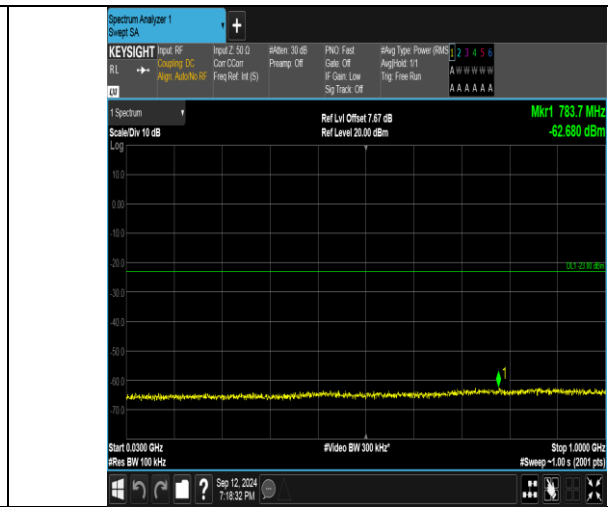 Spectrum Analyzer 1
Swept SA
+
KEYSIGHT Input: RF Input Z: 50 Ω #Atten: 30 dB PNO: Fast #Avg Type: Power (RMS 1 2 3 4 5 6
RL Coupling: DC Corr CCorr Preamp: Off Gate: Off Avg|Hold: 1/1 A W W W W W
Align: Auto/No RF Freq Ref: Int (S) IF Gain: Low Trig: Free Run
Sig Track: Off A A A A A A
LXI
1 Spectrum Ref Lvl Offset 7.67 dB Mkr1 783.7 MHz
Scale/Div 10 dB Ref Level 20.00 dBm -62.680 dBm
Log
10.0
0.00
-10.0
-20.0
DL1 -23.00 dBm
-30.0
-40.0
-50.0
1
-60.0
-70.0
Start 0.0300 GHz #Video BW 300 kHz* Stop 1.0000 GHz
#Res BW 100 kHz #Sweep ~1.00 s (2001 pts)
? Sep 12, 2024
7:18:32 PM